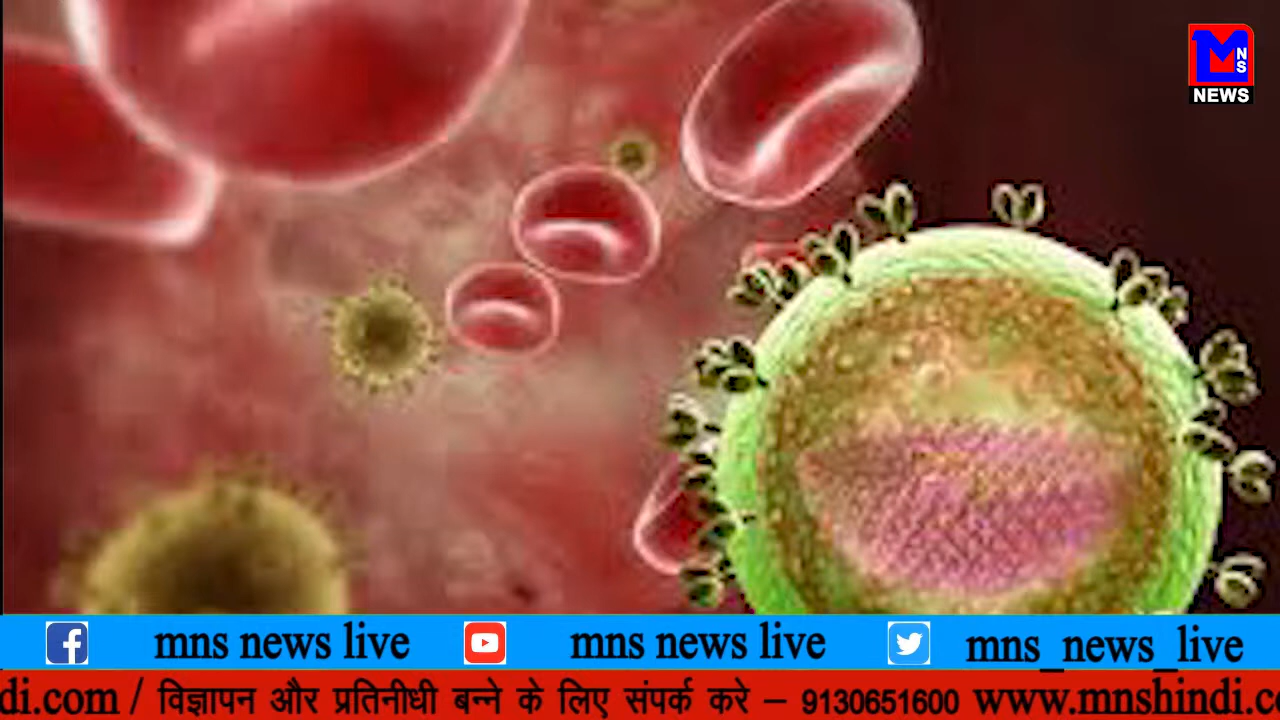 MNS
NEWS
mns news live mns news live mns_news_live
di.com / विज्ञापन और प्रतिनीधी बन्ने के लिए संपर्क करे – 9130651600 www.mnshindi.c